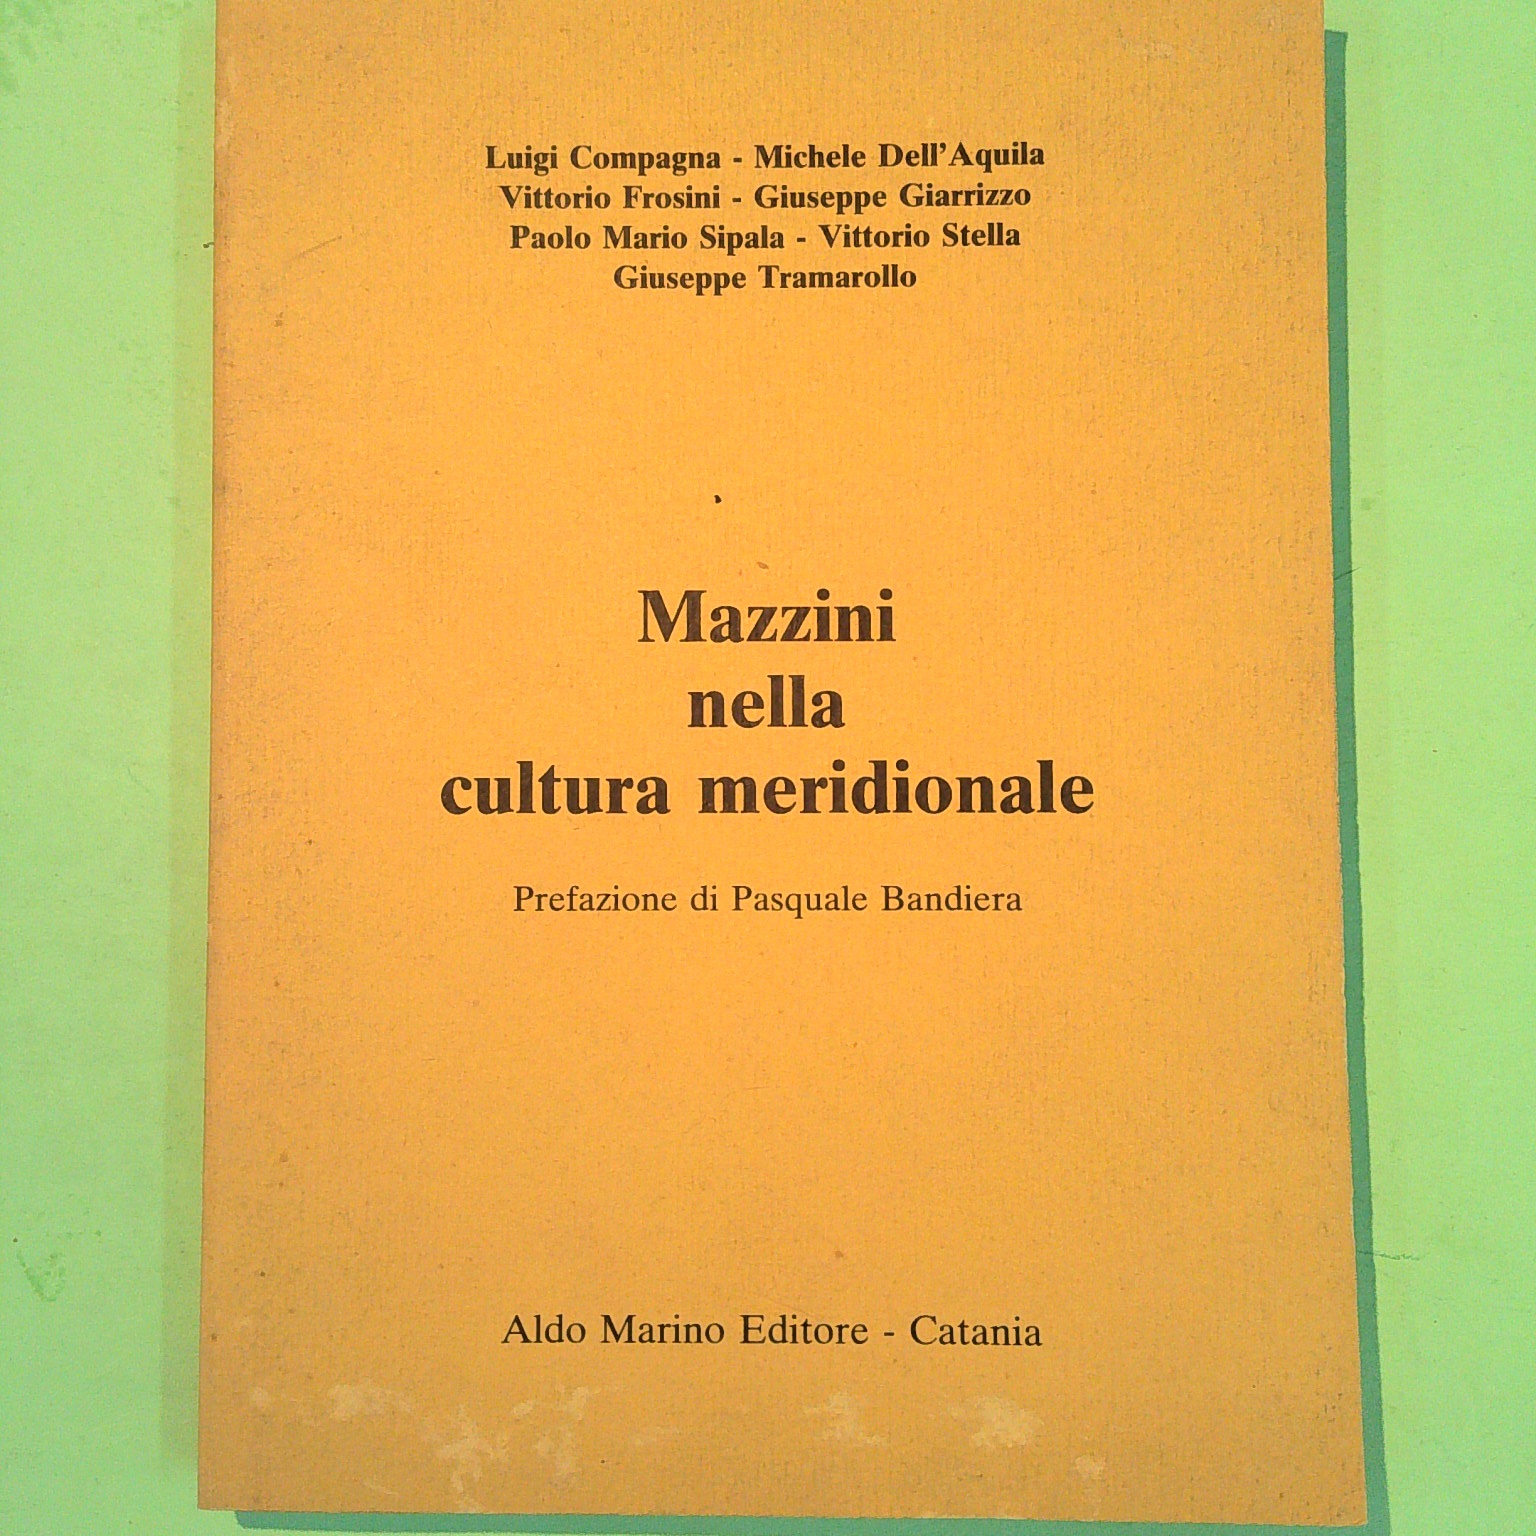 Luigi Compagna - Michele Dell'Aquila
Vittorio Frosini - Giuseppe Giarrizzo
Paolo Mario Sipala - Vittorio Stella
Giuseppe Tramarollo
Mazzini
nella
cultura meridionale
Prefazione di Pasquale Bandiera
Aldo Marino Editore - Catania